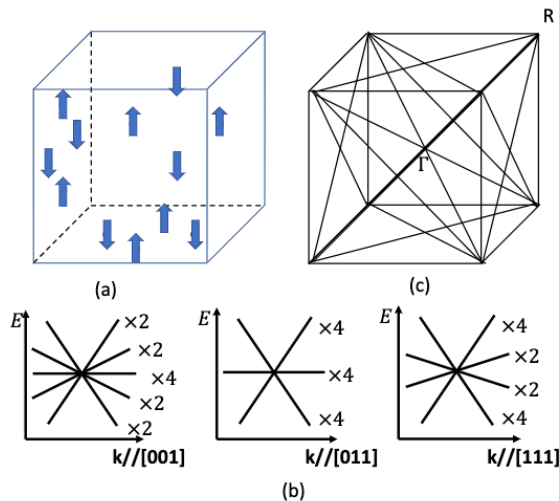 R
Γ
(a)
(c)
E
×2
×2
×4
×2
×2
k//[001]
E
×4
×4
×4
k//[011]
E
×4
×2
×2
×4
k//[111]
(b)